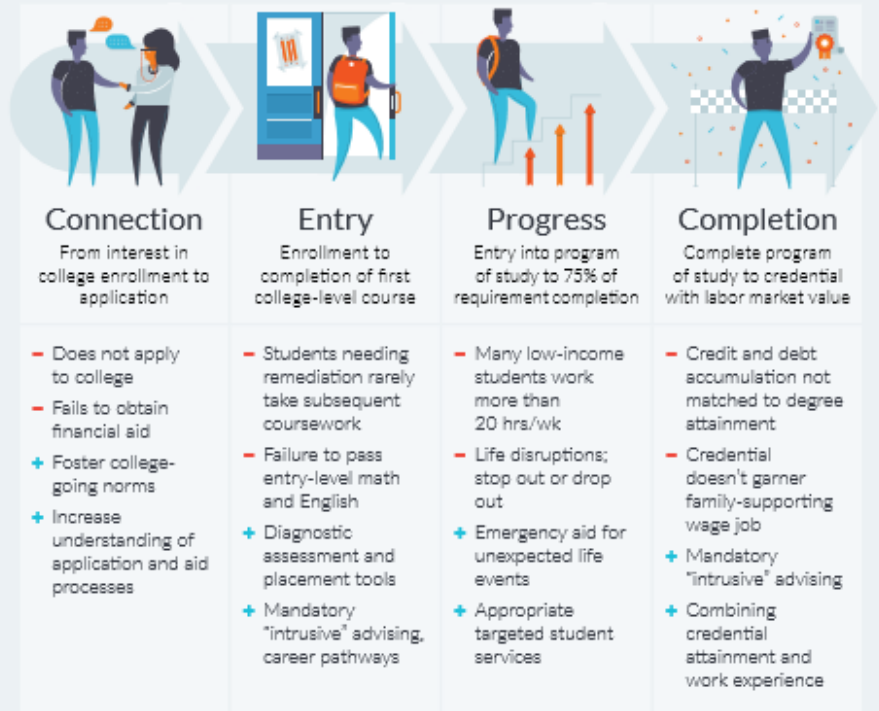 Connection
From interest in
college enrollment to
application
Entry
Enrollment to
completion of first
college-level course
Progress
Entry into program
of study to 75% of
requirement completion
Completion
Complete program
of study to credential
with labor market value
− Does not apply
to college
− Fails to obtain
financial aid
+ Foster college-
going norms
+ Increase
understanding of
application and aid
processes
− Students needing
remediation rarely
take subsequent
coursework
− Failure to pass
entry-level math
and English
+ Diagnostic
assessment and
placement tools
+ Mandatory
"intrusive" advising,
career pathways
− Many low-income
students work
more than
20 hrs/wk
− Life disruptions;
stop out or drop
out
+ Emergency aid for
unexpected life
events
+ Appropriate
targeted student
services
− Credit and debt
accumulation not
matched to degree
attainment
− Credential
doesn't garner
family-supporting
wage job
+ Mandatory
"intrusive" advising
+ Combining
credential
attainment and
work experience